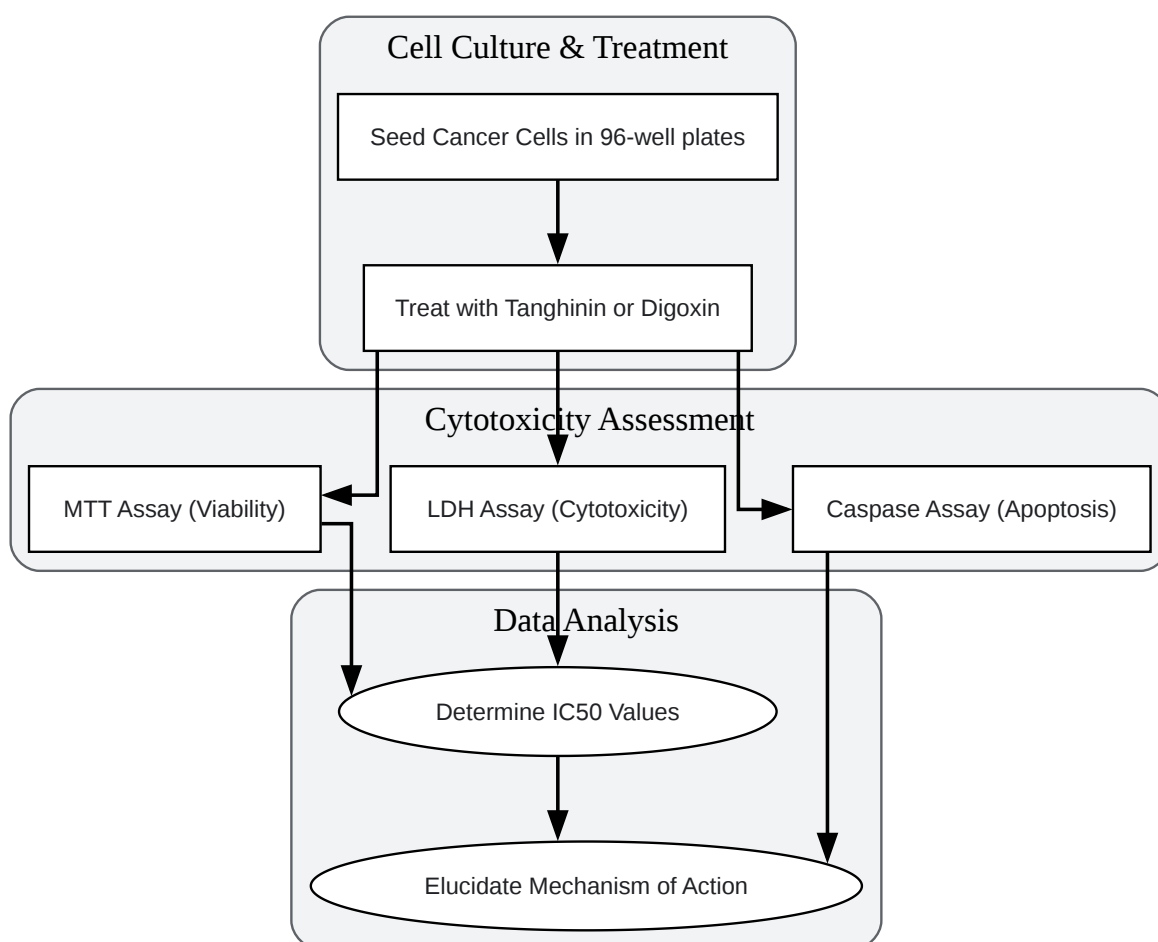 Cell Culture & Treatment
Seed Cancer Cells in 96-well plates
Treat with Tanghinin or Digoxin
Cytotoxicity Assessment
MTT Assay (Viability)
LDH Assay (Cytotoxicity)
Caspase Assay (Apoptosis)
Data Analysis
Determine IC50 Values
Elucidate Mechanism of Action